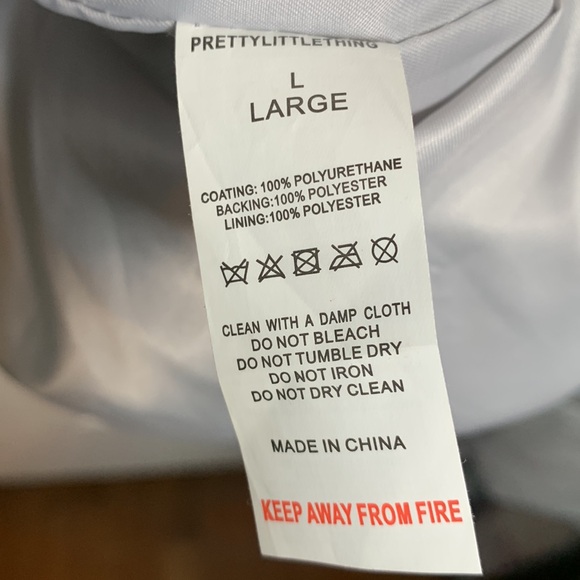 PRETTYLITTLETHING
L
LARGE
COATING: 100% POLYURETHANE
BACKING:100% POLYESTER
LINING:100% POLYESTER
CLEAN WITH A DAMP CLOTH
DO NOT BLEACH
DO NOT TUMBLE DRY
DO NOT IRON
DO NOT DRY CLEAN
MADE IN CHINA
KEEP AWAY FROM FIRE